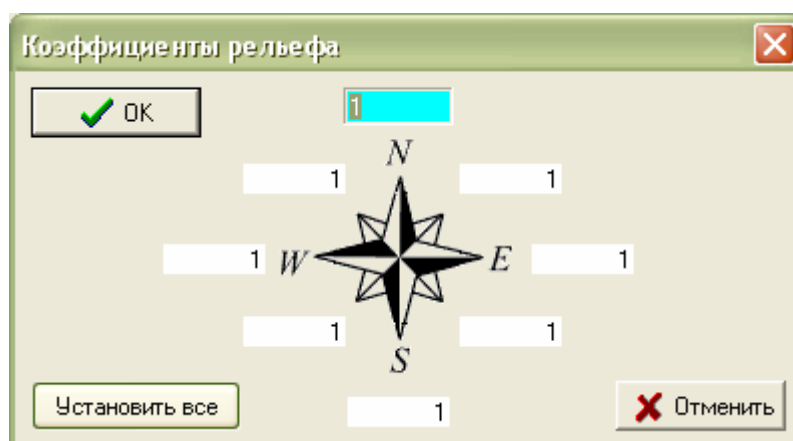 Коэффициенты рельефа
OK
1
N
1 1
1 W E 1
1 1
S
Установить все 1 Отменить